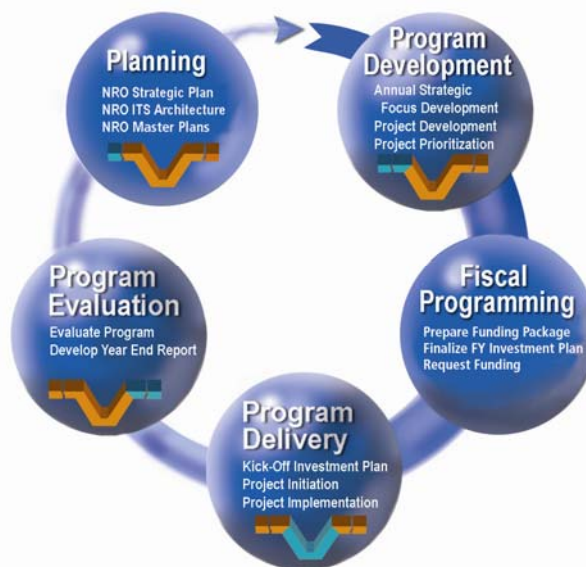 Planning
NRO Strategic Plan
NRO ITS Architecture
NRO Master Plans
Program
Development
Annual Strategic
Focus Development
Project Development
Project Prioritization
Fiscal
Programming
Prepare Funding Package
Finalize FY Investment Plan
Request Funding
Program
Delivery
Kick-Off Investment Plan
Project Initiation
Project Implementation
Program
Evaluation
Evaluate Program
Develop Year End Report